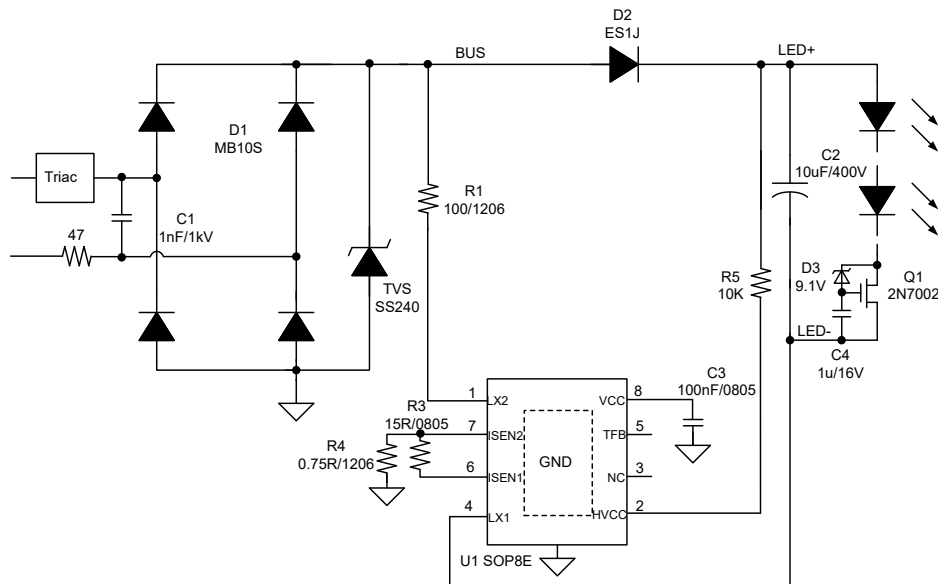 D2
ES1J
BUS
LED+
D1
MB10S
Triac
C1
1nF/1kV
47
R1
100/1206
C2
10uF/400V
TVS
SS240
R5
10K
D3
9.1V
Q1
2N7002
LED-
C4
1u/16V
R3
15R/0805
R4
0.75R/1206
C3
100nF/0805
1
LX2
7
ISEN2
6
ISEN1
4
LX1
GND
VCC
8
TFB
5
NC
3
HVCC
2
U1 SOP8E